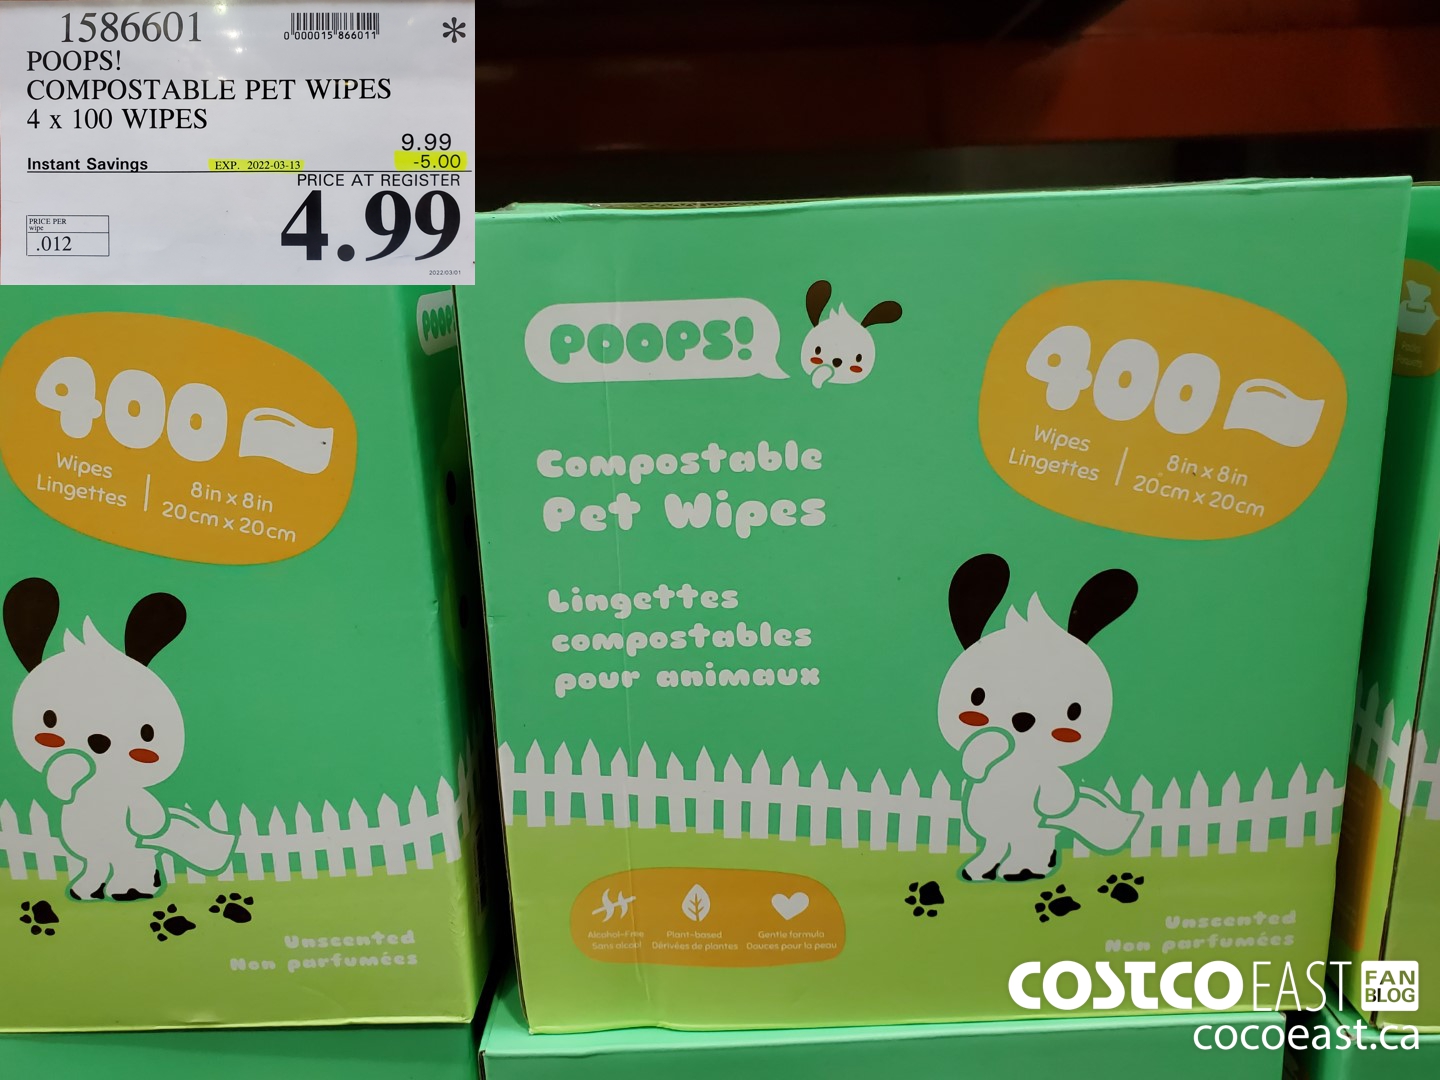 1586601
0 000015 866011
*
POOPS!
COMPOSTABLE PET WIPES
4 x 100 WIPES
9.99
Instant Savings
EXP. 2022-03-13
-5.00
PRICE AT REGISTER
4.99
PRICE PER
wipe
.012
2022/03/01
POOPS!
400
Wipes
Lingettes
8in x 8in
20cm x 20cm
Unscented
Non parfumées
POOPS!
400
Wipes
Lingettes
8in x 8in
20cm x 20cm
Compostable
Pet Wipes
Lingettes
compostables
pour animaux
Alcohol-Free
Sans alcool
Plant-based
Dérivées de plantes
Gentle formula
Douces pour la peau
Unscented
Non parfumées
COSTCO EAST FAN BLOG
cocoeast.ca